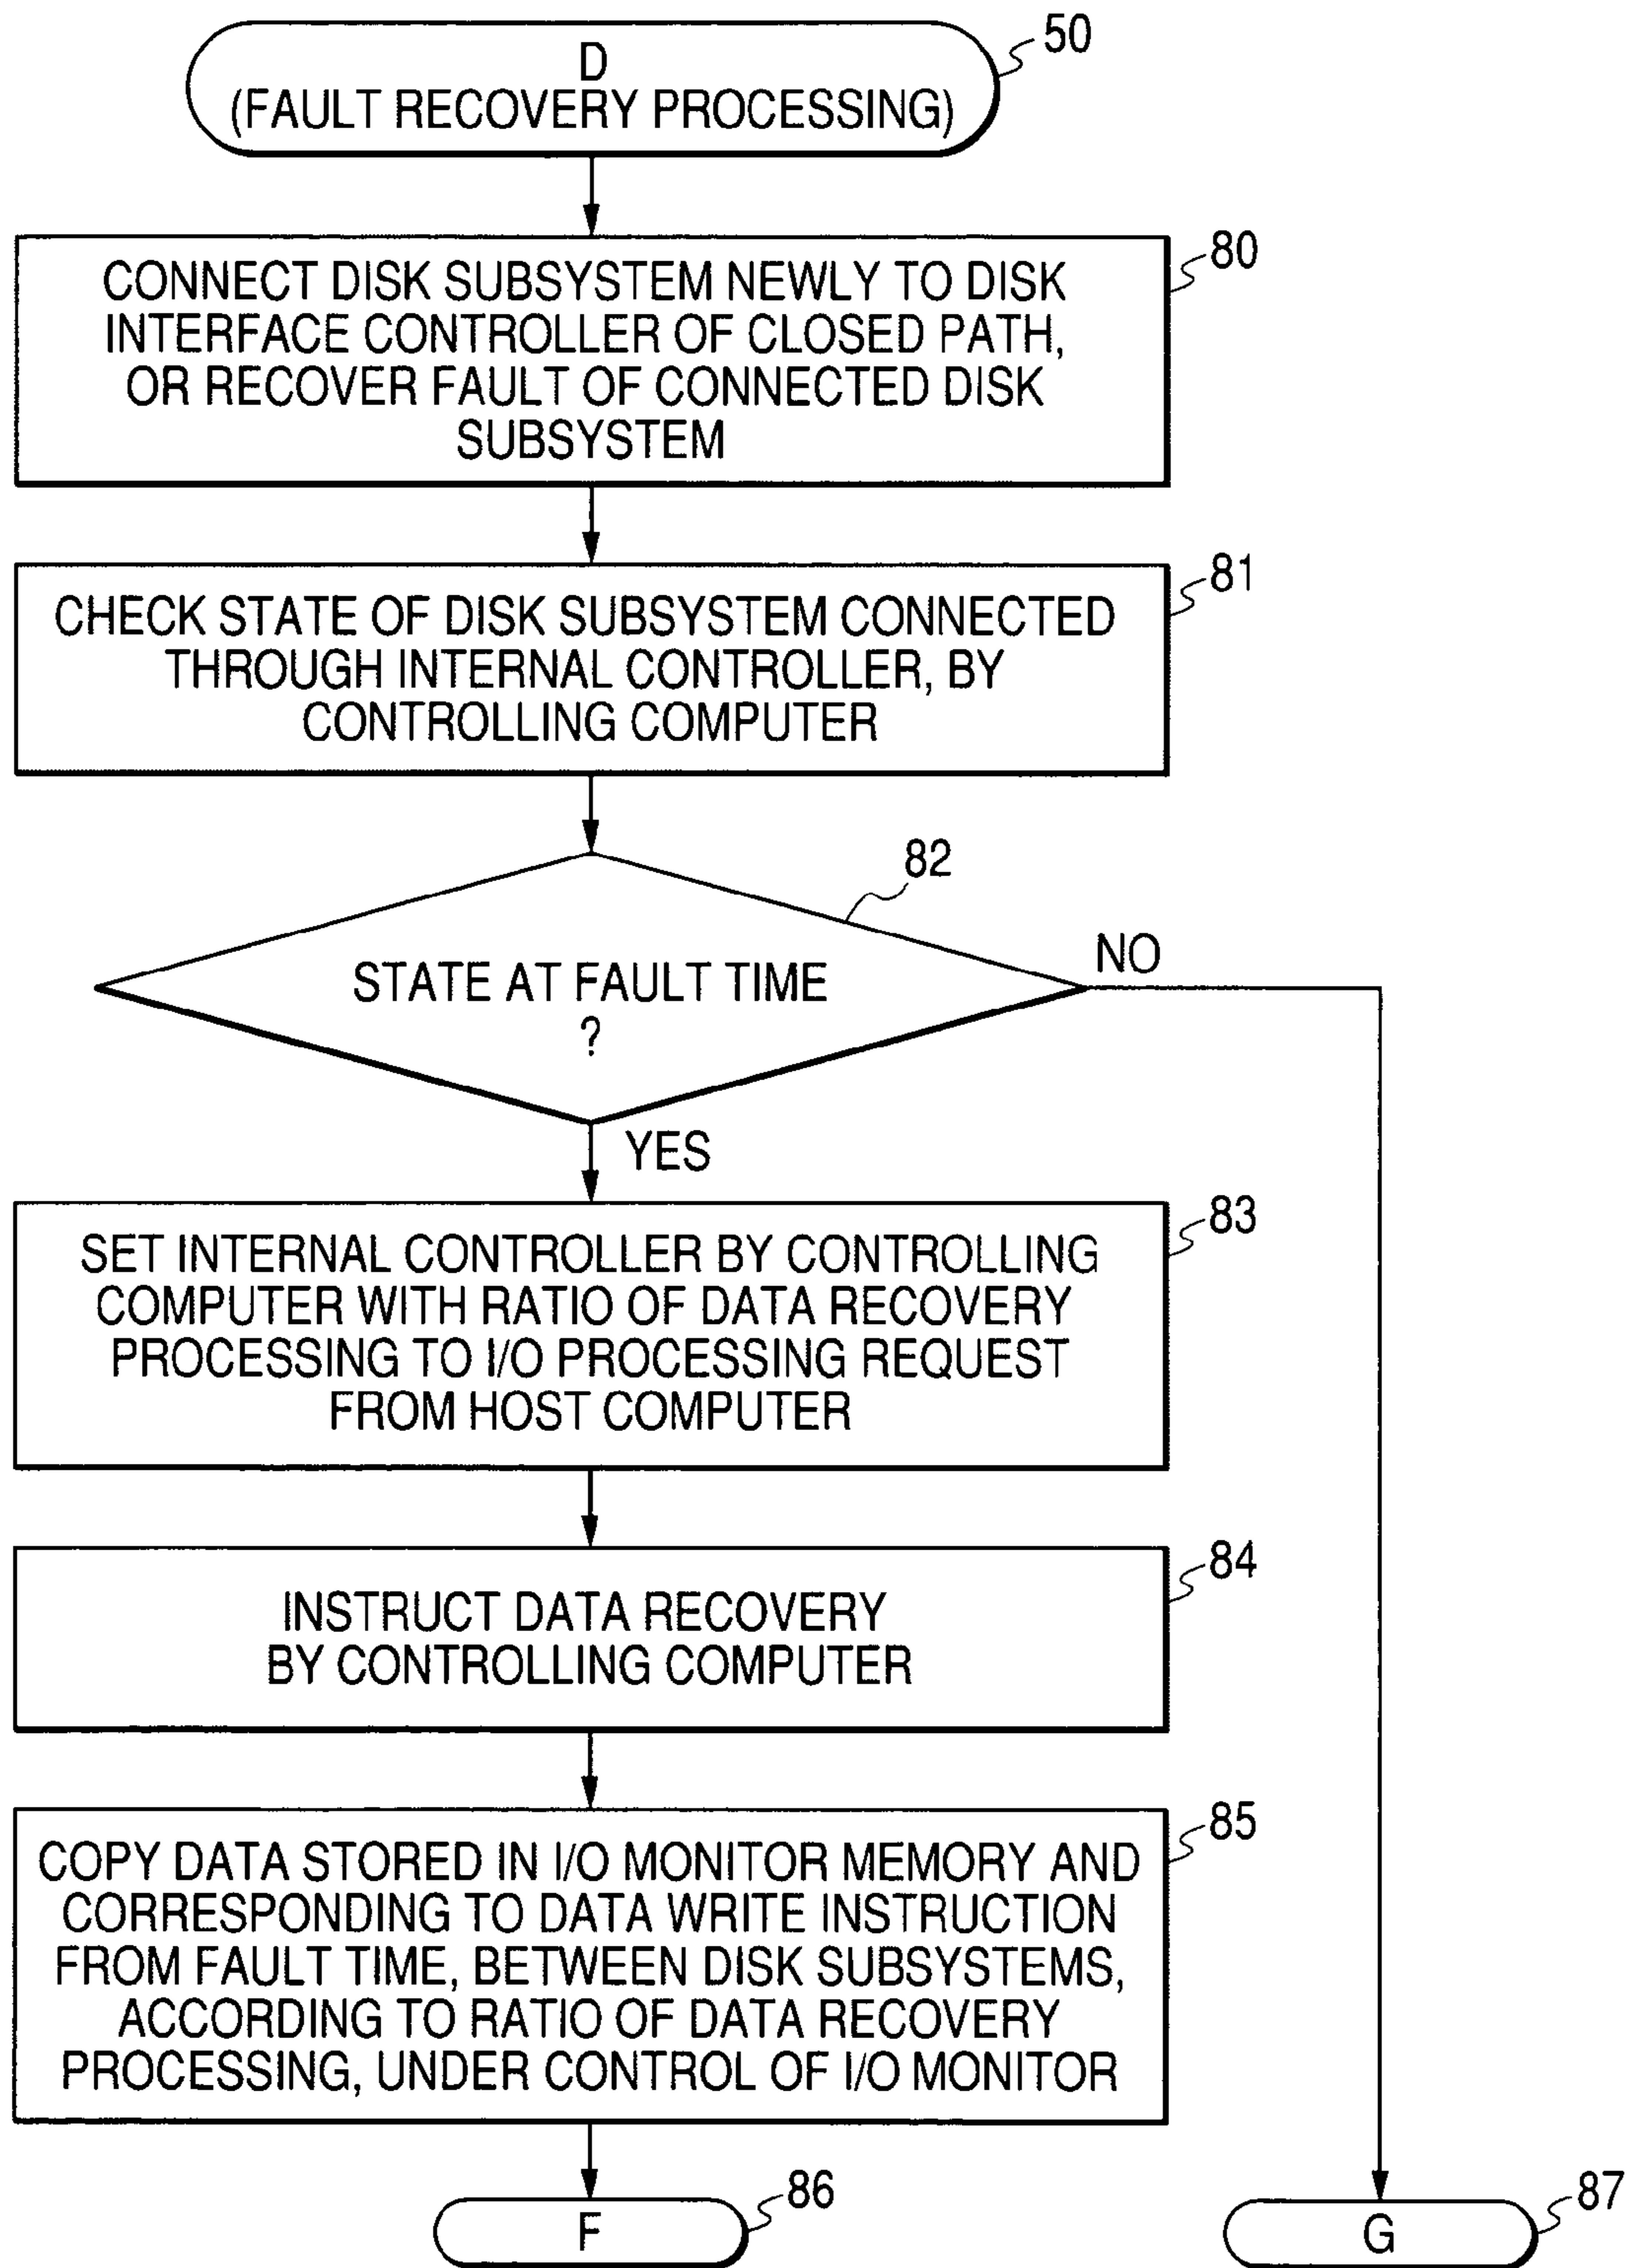 D
(FAULT RECOVERY PROCESSING)
50
CONNECT DISK SUBSYSTEM NEWLY TO DISK
INTERFACE CONTROLLER OF CLOSED PATH,
OR RECOVER FAULT OF CONNECTED DISK
SUBSYSTEM
80
CHECK STATE OF DISK SUBSYSTEM CONNECTED
THROUGH INTERNAL CONTROLLER, BY
CONTROLLING COMPUTER
81
82
STATE AT FAULT TIME
?
NO
YES
SET INTERNAL CONTROLLER BY CONTROLLING
COMPUTER WITH RATIO OF DATA RECOVERY
PROCESSING TO I/O PROCESSING REQUEST
FROM HOST COMPUTER
83
INSTRUCT DATA RECOVERY
BY CONTROLLING COMPUTER
84
COPY DATA STORED IN I/O MONITOR MEMORY AND
CORRESPONDING TO DATA WRITE INSTRUCTION
FROM FAULT TIME, BETWEEN DISK SUBSYSTEMS,
ACCORDING TO RATIO OF DATA RECOVERY
PROCESSING, UNDER CONTROL OF I/O MONITOR
85
F
86
G
87